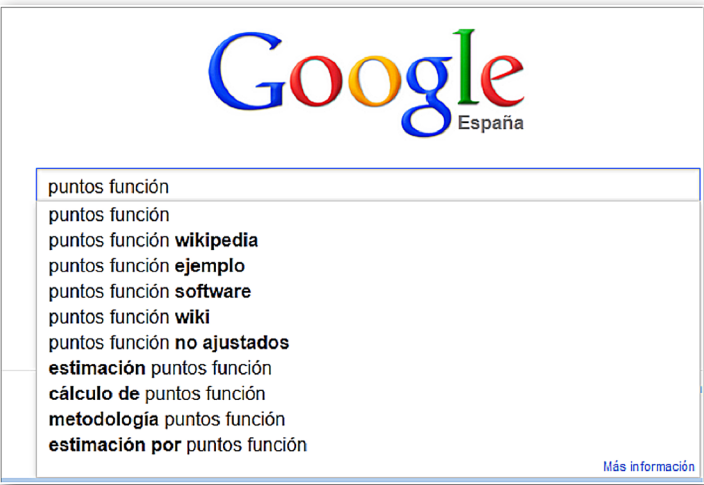 Google
España
puntos función
puntos función
puntos función wikipedia
puntos función ejemplo
puntos función software
puntos función wiki
puntos función no ajustados
estimación puntos función
cálculo de puntos función
metodología puntos función
estimación por puntos función
Más información